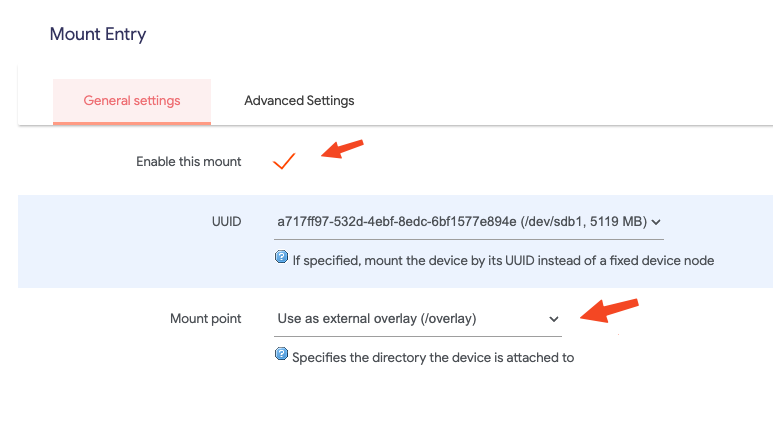 Mount Entry
General settings
Advanced Settings
Enable this mount
UUID
a717ff97-532d-4ebf-8edc-6bf1577e894e (/dev/sdb1, 5119 MB)
If specified, mount the device by its UUID instead of a fixed device node
Mount point
Use as external overlay (/overlay)
Specifies the directory the device is attached to